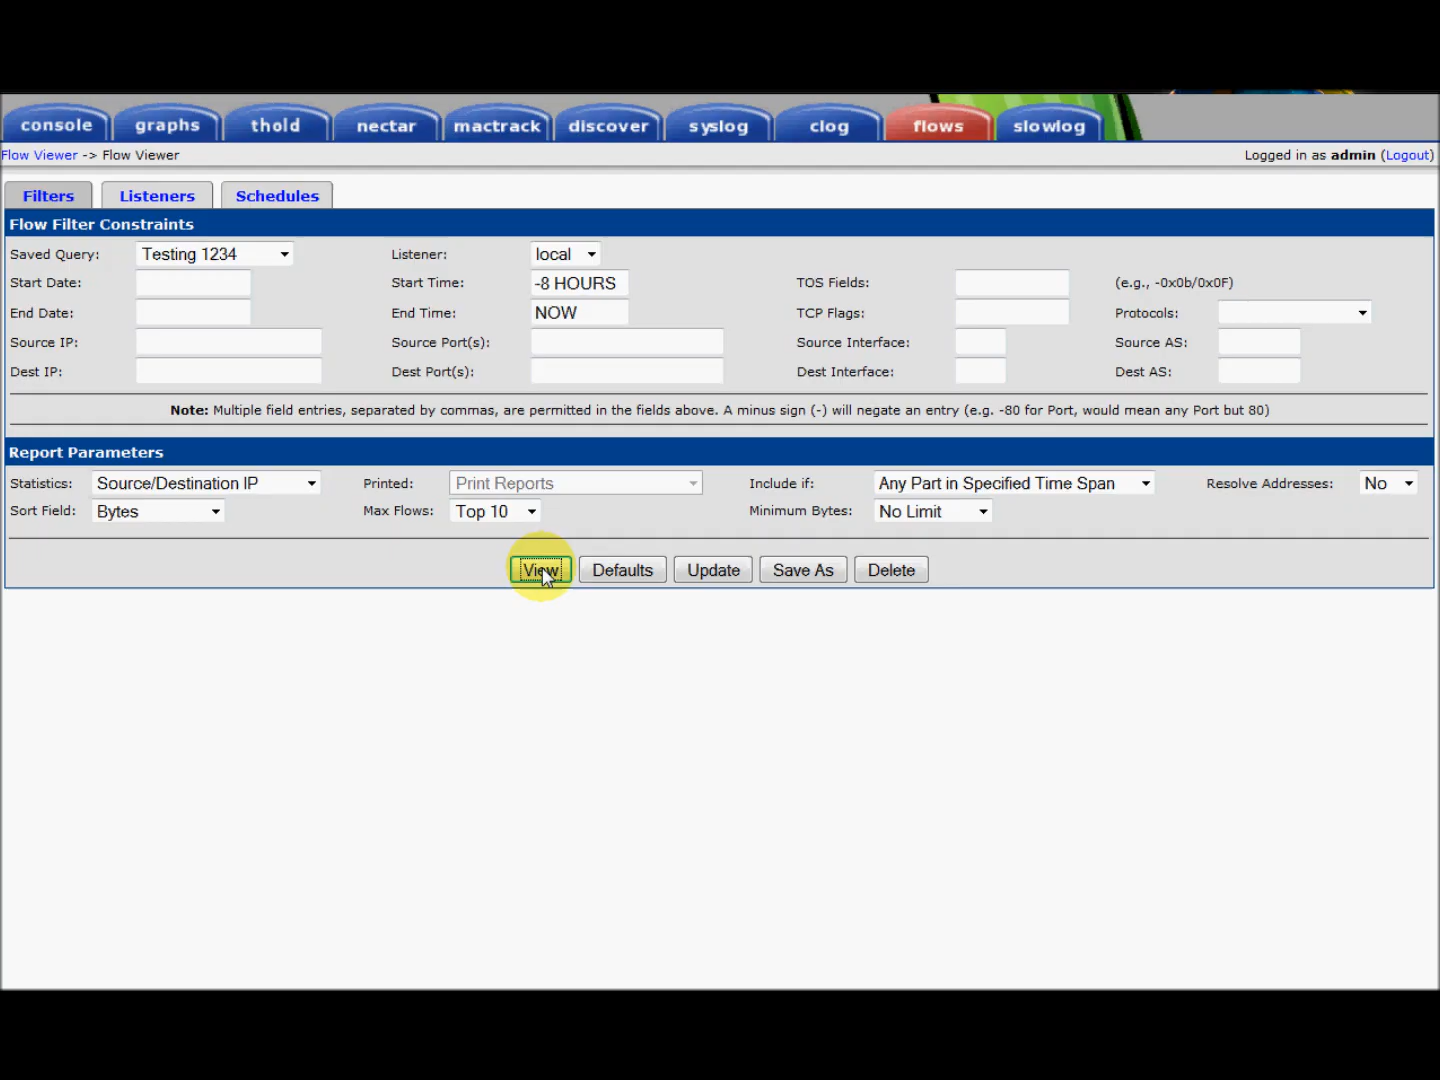 console graphs thold nectar mactrack discover syslog clog flows slowlog
Flow Viewer -> Flow Viewer Logged in as admin (Logout)
Filters Listeners Schedules
Flow Filter Constraints
Saved Query: Testing 1234 Listener: local
Start Date: Start Time: -8 HOURS TOS Fields: (e.g., -0x0b/0x0F)
End Date: End Time: NOW TCP Flags: Protocols:
Source IP: Source Port(s): Source Interface: Source AS:
Dest IP: Dest Port(s): Dest Interface: Dest AS:
Note: Multiple field entries, separated by commas, are permitted in the fields above. A minus sign (-) will negate an entry (e.g. -80 for Port, would mean any Port but 80)
Report Parameters
Statistics: Source/Destination IP Printed: Print Reports Include if: Any Part in Specified Time Span Resolve Addresses: No
Sort Field: Bytes Max Flows: Top 10 Minimum Bytes: No Limit
View Defaults Update Save As Delete